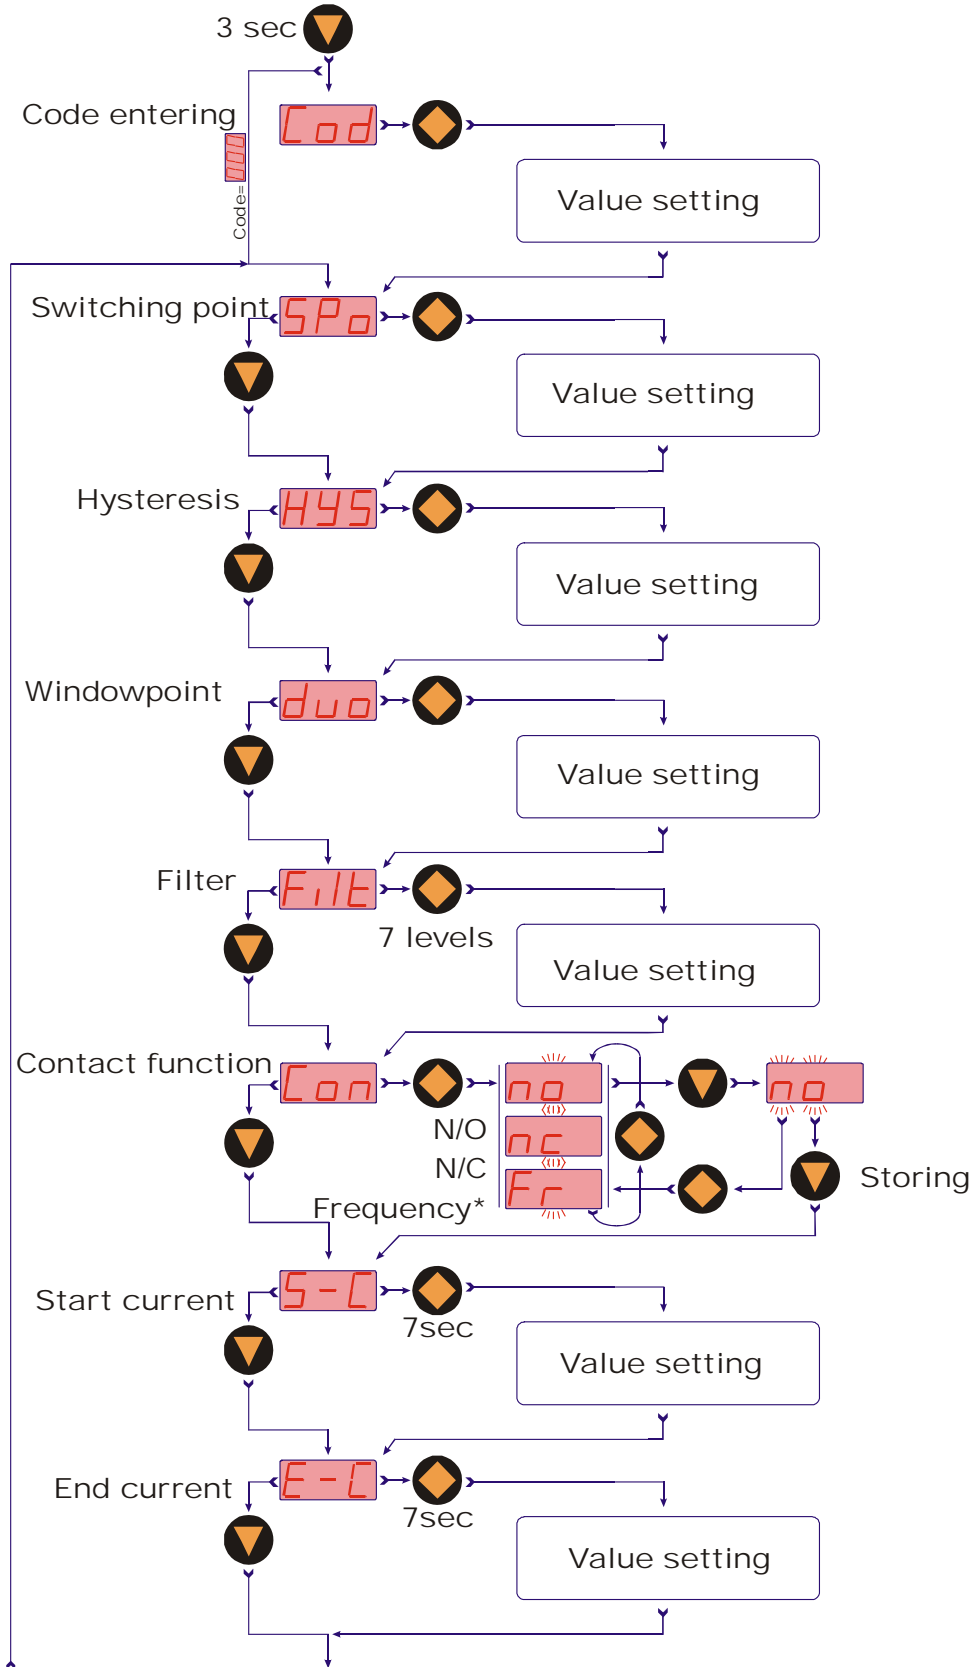 3 sec
Code entering
Cod
Code=000
Value setting
Switching point
SPo
Value setting
Hysteresis
HYS
Value setting
Windowpoint
duo
Value setting
Filter
Filt
7 levels
Value setting
Contact function
Con
no
no
N/O
nc
N/C
Fr
Storing
Frequency*
S-C
Start current
7sec
Value setting
E-C
End current
7sec
Value setting